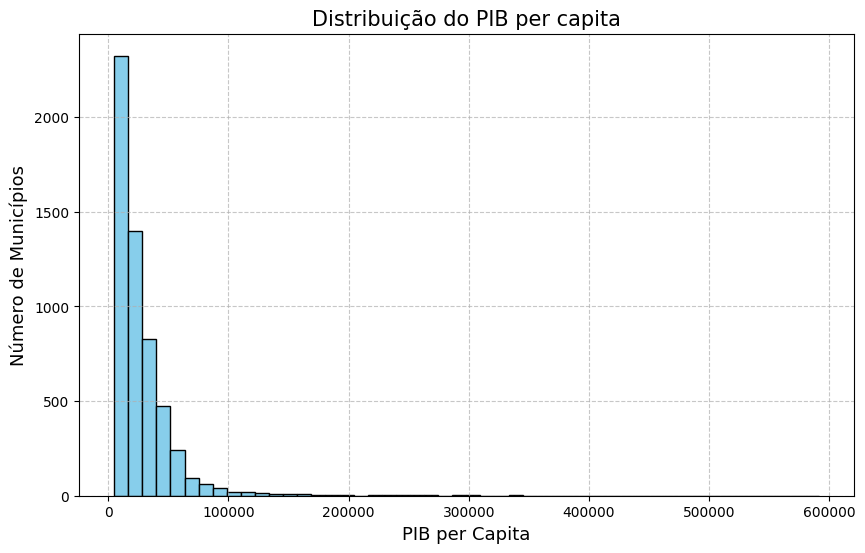 Distribuição do PIB per capita
Número de Municípios
2000
1500
1000
500
0
0 100000 200000 300000 400000 500000 600000
PIB per Capita